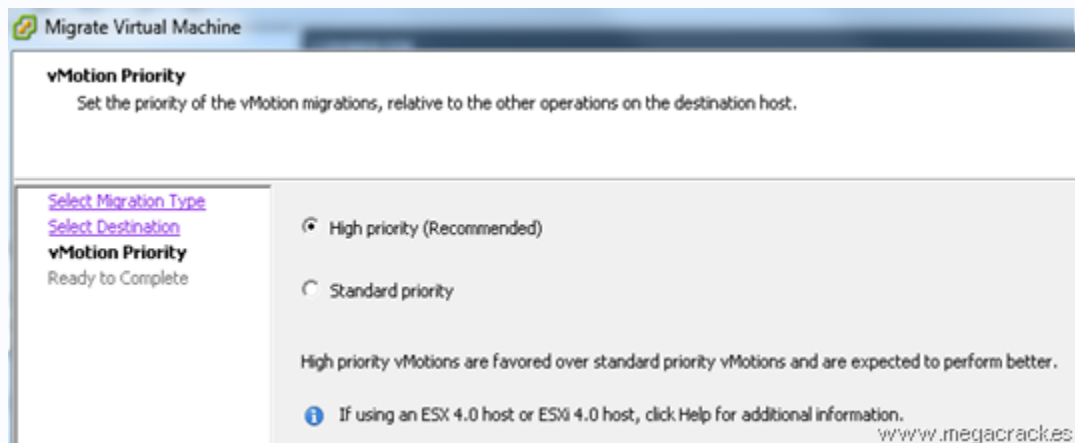 Migrate Virtual Machine
vMotion Priority
Set the priority of the vMotion migrations, relative to the other operations on the destination host.
Select Migration Type
Select Destination
vMotion Priority
Ready to Complete
High priority (Recommended)
Standard priority
High priority vMotions are favored over standard priority vMotions and are expected to perform better.
If using an ESX 4.0 host or ESXi 4.0 host, click Help for additional information.
www.megacrack.es